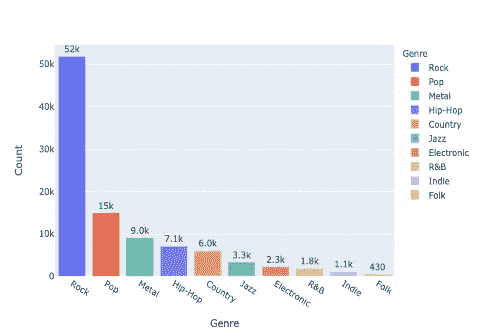 52k
50k
40k
30k
20k
15k
10k
9.0k
7.1k
6.0k
3.3k
2.3k
1.8k
1.1k
430
0
Count
Rock
Pop
Metal
Hip-Hop
Country
Jazz
Electronic
R&B
Indie
Folk
Genre
Genre
Rock
Pop
Metal
Hip-Hop
Country
Jazz
Electronic
R&B
Indie
Folk